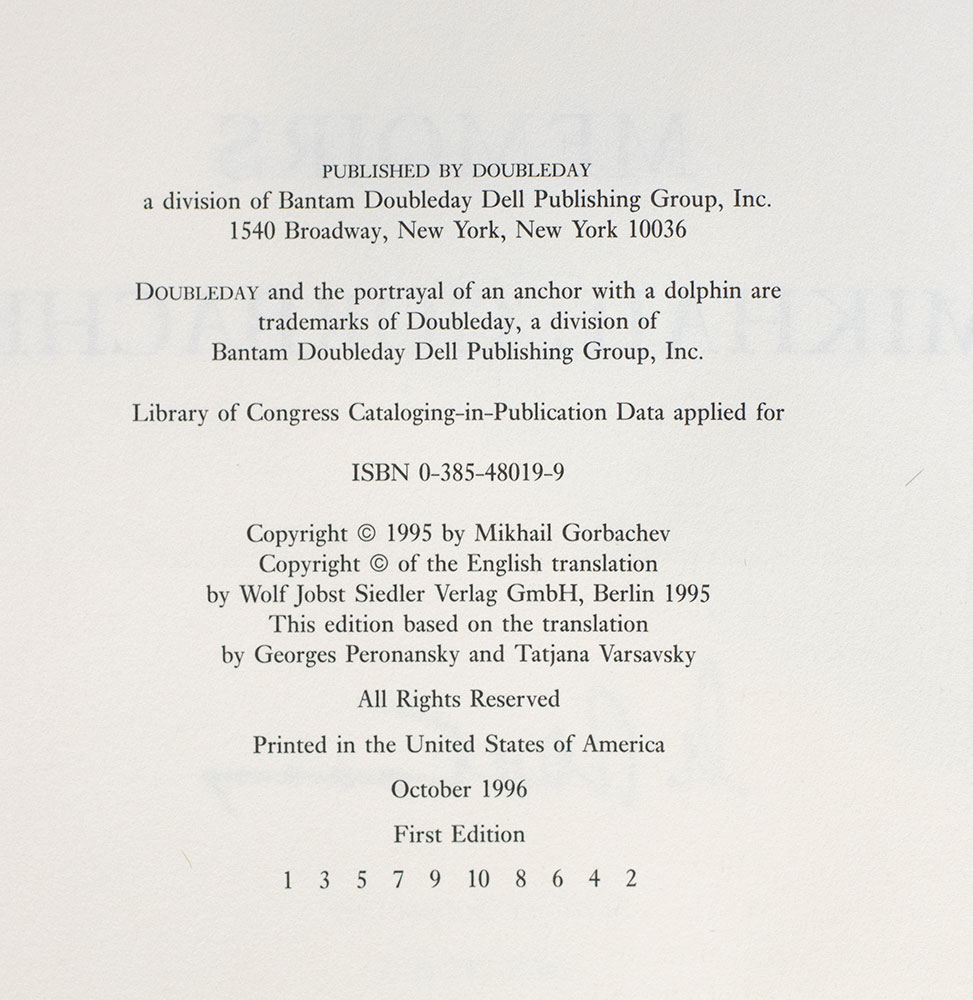 PUBLISHED BY DOUBLEDAY
a division of Bantam Doubleday Dell Publishing Group, Inc.
1540 Broadway, New York, New York 10036
DOUBLEDAY and the portrayal of an anchor with a dolphin are
trademarks of Doubleday, a division of
Bantam Doubleday Dell Publishing Group, Inc.
Library of Congress Cataloging-in-Publication Data applied for
ISBN 0-385-48019-9
Copyright © 1995 by Mikhail Gorbachev
Copyright © of the English translation
by Wolf Jobst Siedler Verlag GmbH, Berlin 1995
This edition based on the translation
by Georges Peronansky and Tatjana Varsavsky
All Rights Reserved
Printed in the United States of America
October 1996
First Edition
1 3 5 7 9 10 8 6 4 2